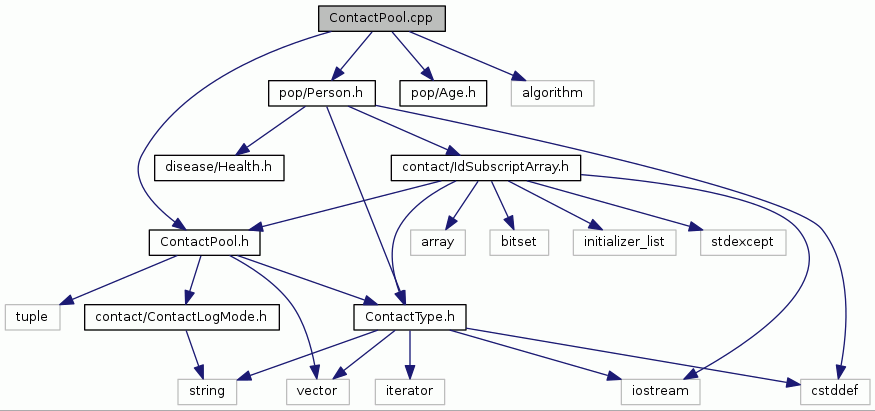 ContactPool.cpp
pop/Person.h
pop/Age.h
algorithm
disease/Health.h
contact/IdSubscriptArray.h
ContactPool.h
array
bitset
initializer_list
stdexcept
tuple
contact/ContactLogMode.h
ContactType.h
string
vector
iterator
iostream
cstddef